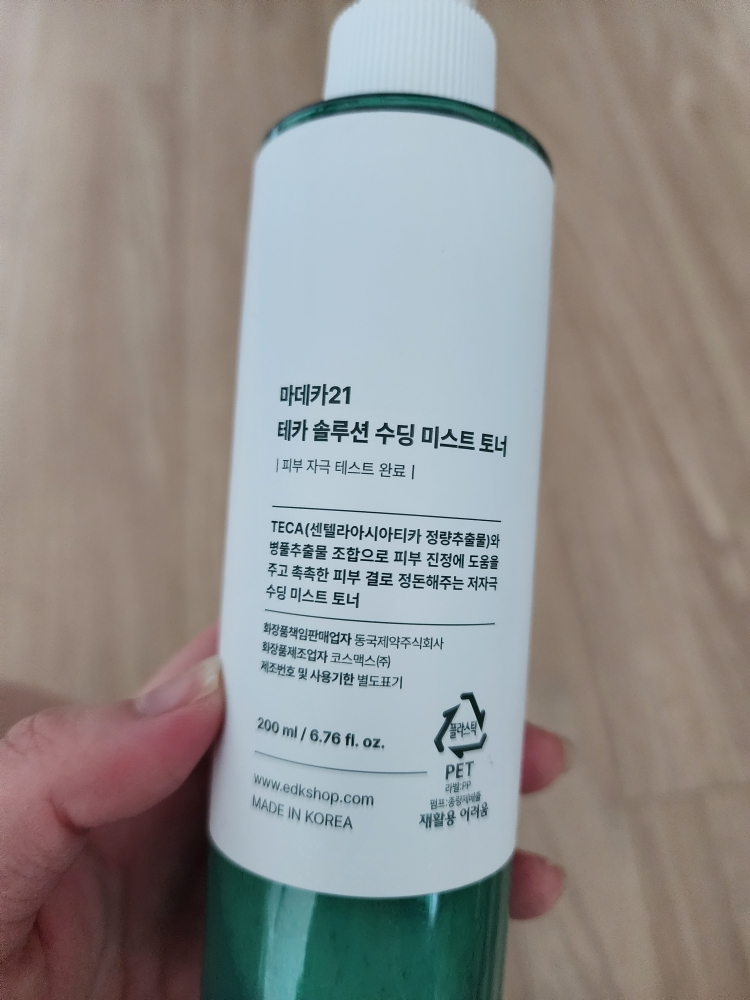 마데카21
테카 솔루션 수딩 미스트 토너
| 피부 자극 테스트 완료 |
TECA(센텔라아시아티카 정량추출물)와
병풀추출물 조합으로 피부 진정에 도움을
주고 촉촉한 피부 결로 정돈해주는 저자극
수딩 미스트 토너
화장품책임판매업자 동국제약주식회사
화장품제조업자 코스맥스(주)
제조번호 및 사용기한 별도표기
200 ml / 6.76 fl. oz.
플라스틱
PET
라벨:PP
펌프:종량제배출
재활용 어려움
www.edkshop.com
MADE IN KOREA